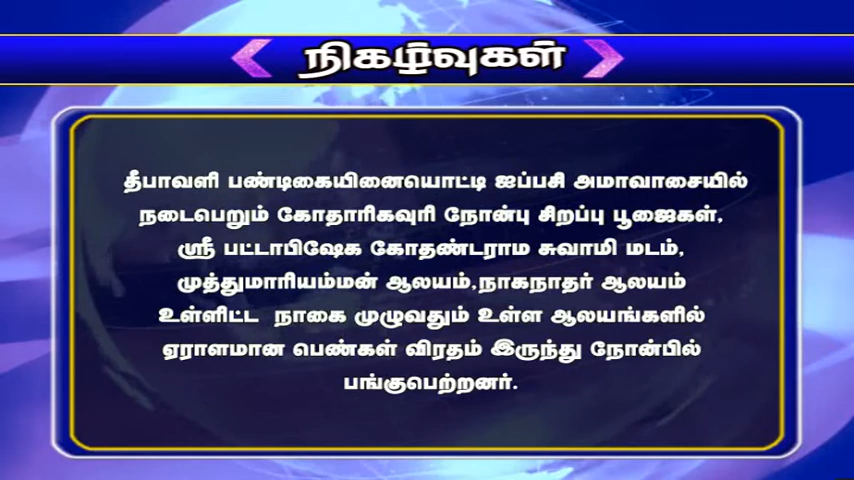 நிகழ்வுகள்
தீபாவளி பண்டிகையினையொட்டி ஐப்பசி அமாவாசையில்
நடைபெறும் கோதாரிகவுரி நோன்பு சிறப்பு பூஜைகள்,
ஸ்ரீ பட்டாபிஷேக கோதண்டராம சுவாமி மடம்,
முத்துமாரியம்மன் ஆலயம்,நாகநாதர் ஆலயம்
உள்ளிட்ட நாகை முழுவதும் உள்ள ஆலயங்களில்
ஏராளமான பெண்கள் விரதம் இருந்து நோன்பில்
பங்குபெற்றனர்.